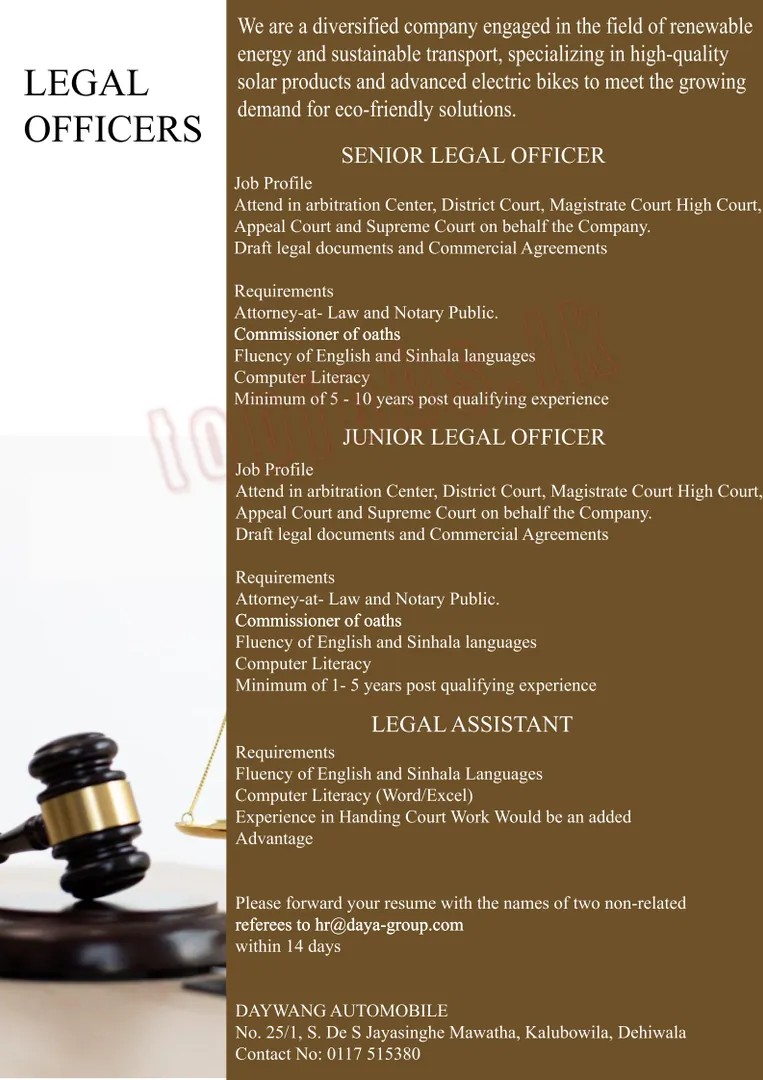 LEGAL
OFFICERS
We are a diversified company engaged in the field of renewable
energy and sustainable transport, specializing in high-quality
solar products and advanced electric bikes to meet the growing
demand for eco-friendly solutions.
SENIOR LEGAL OFFICER
Job Profile
Attend in arbitration Center, District Court, Magistrate Court High Court,
Appeal Court and Supreme Court on behalf the Company.
Draft legal documents and Commercial Agreements
Requirements
Attorney-at- Law and Notary Public.
Commissioner of oaths
Fluency of English and Sinhala languages
Computer Literacy
Minimum of 5 - 10 years post qualifying experience
JUNIOR LEGAL OFFICER
Job Profile
Attend in arbitration Center, District Court, Magistrate Court High Court,
Appeal Court and Supreme Court on behalf the Company.
Draft legal documents and Commercial Agreements
Requirements
Attorney-at- Law and Notary Public.
Commissioner of oaths
Fluency of English and Sinhala languages
Computer Literacy
Minimum of 1- 5 years post qualifying experience
LEGAL ASSISTANT
Requirements
Fluency of English and Sinhala Languages
Computer Literacy (Word/Excel)
Experience in Handing Court Work Would be an added
Advantage
Please forward your resume with the names of two non-related
referees to hr@daya-group.com
within 14 days
DAYWANG AUTOMOBILE
No. 25/1, S. De S Jayasinghe Mawatha, Kalubowila, Dehiwala
Contact No: 0117 515380